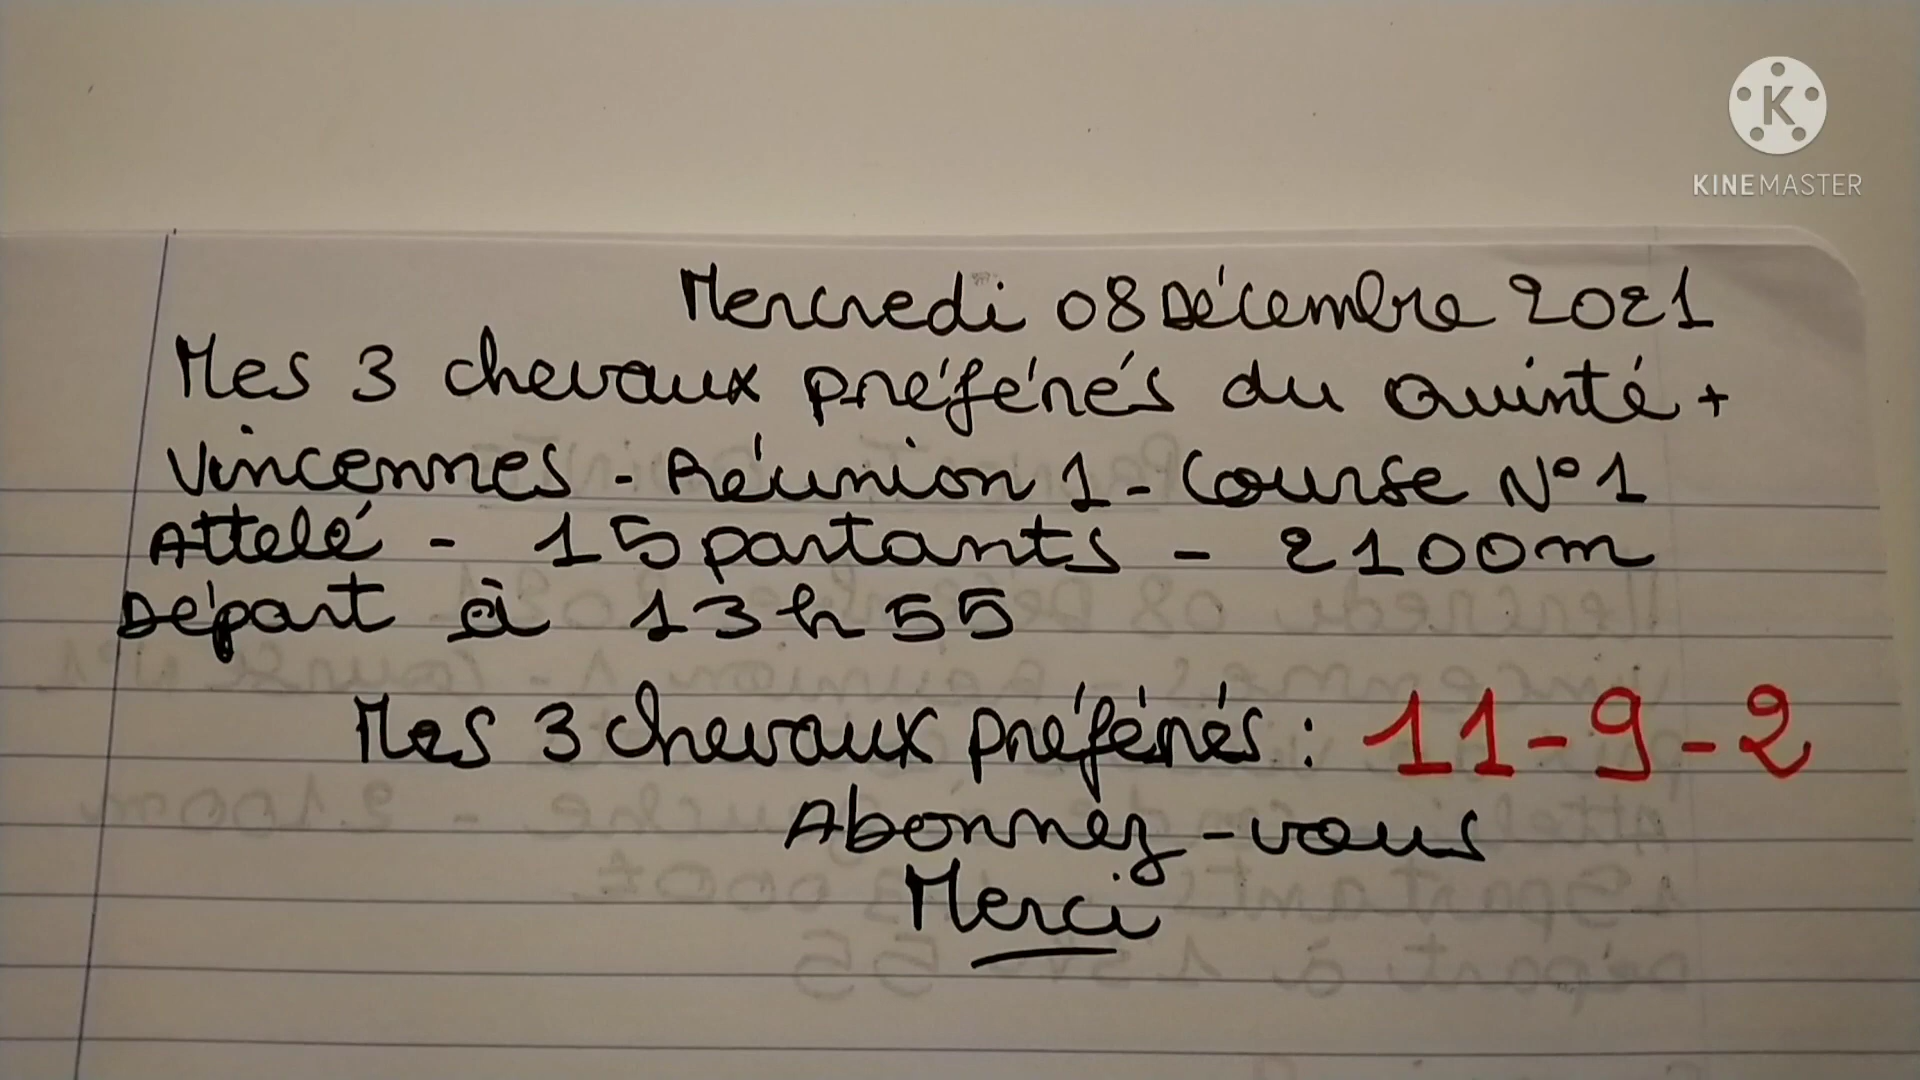 KINEMASTER
Mercredi 08 Décembre 2021
Mes 3 chevaux préférés du Quinté +
Vincennes - Réunion 1 - Course N°1
Attelé - 15 partants - 2100m
Départ à 13h55
Mes 3 chevaux préférés : 11-9-2
Abonnez-vous
Merci